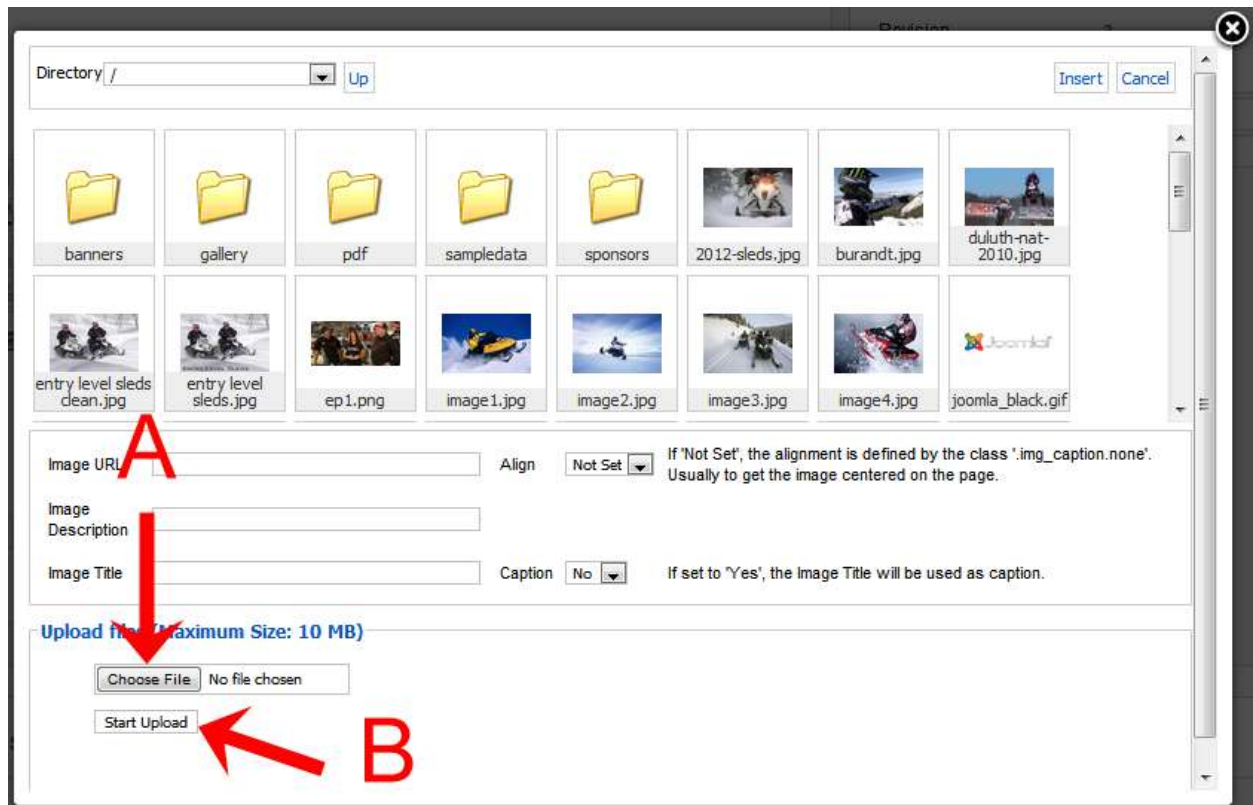 Revision
Directory / Up Insert Cancel
banners gallery pdf sampledata sponsors 2012-sleds.jpg burandt.jpg duluth-nat-
2010.jpg
entry level sleds
clean.jpg
entry level
sleds.jpg
ep1.png image1.jpg image2.jpg image3.jpg image4.jpg joomla_black.gif
Joomla!
A
Image URL Align Not Set If 'Not Set', the alignment is defined by the class '.img_caption.none'.
Usually to get the image centered on the page.
Image
Description
Image Title Caption No If set to 'Yes', the Image Title will be used as caption.
Upload files (Maximum Size: 10 MB)
Choose File No file chosen
Start Upload
B